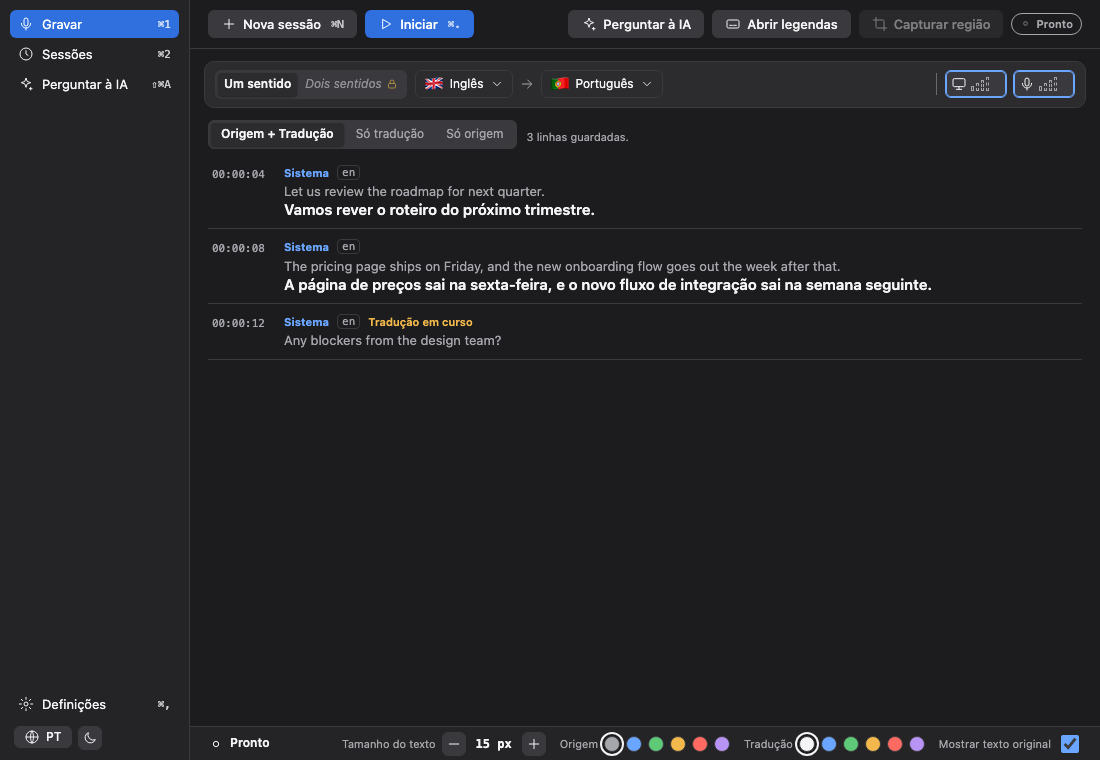 Gravar ⌘1
Sessões ⌘2
Perguntar à IA ⇧⌘A
Nova sessão ⌘N
Iniciar ⌘.
Perguntar à IA
Abrir legendas
Capturar região
Pronto
Um sentido
Dois sentidos
Inglês
→
Português
Origem + Tradução
Só tradução
Só origem
3 linhas guardadas.
00:00:04 Sistema en
Let us review the roadmap for next quarter.
Vamos rever o roteiro do próximo trimestre.
00:00:08 Sistema en
The pricing page ships on Friday, and the new onboarding flow goes out the week after that.
A página de preços sai na sexta-feira, e o novo fluxo de integração sai na semana seguinte.
00:00:12 Sistema en Tradução em curso
Any blockers from the design team?
Definições ⌘,
PT
Pronto
Tamanho do texto − 15 px +
Origem
Tradução
Mostrar texto original